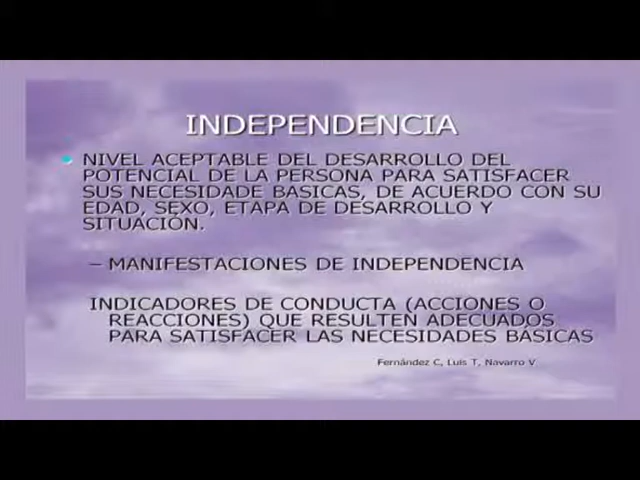 INDEPENDENCIA
NIVEL ACEPTABLE DEL DESARROLLO DEL
POTENCIAL DE LA PERSONA PARA SATISFACER
SUS NECESIDADE BASICAS, DE ACUERDO CON SU
EDAD, SEXO, ETAPA DE DESARROLLO Y
SITUACIÓN.
– MANIFESTACIONES DE INDEPENDENCIA
INDICADORES DE CONDUCTA (ACCIONES O
REACCIONES) QUE RESULTEN ADECUADOS
PARA SATISFACER LAS NECESIDADES BÁSICAS
Fernández C, Luis T, Navarro V